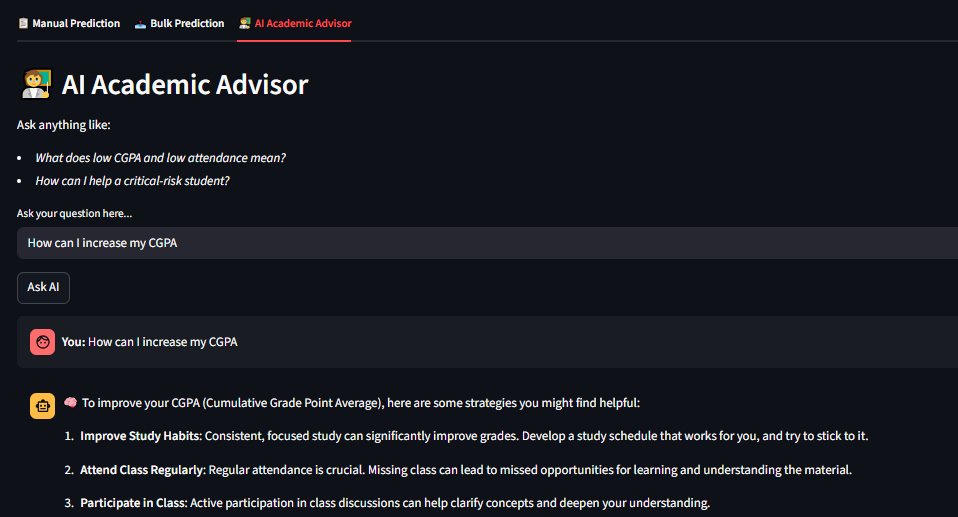 Manual Prediction Bulk Prediction AI Academic Advisor
AI Academic Advisor
Ask anything like:
• What does low CGPA and low attendance mean?
• How can I help a critical-risk student?
Ask your question here...
How can I increase my CGPA
Ask AI
You: How can I increase my CGPA
To improve your CGPA (Cumulative Grade Point Average), here are some strategies you might find helpful:
1. Improve Study Habits: Consistent, focused study can significantly improve grades. Develop a study schedule that works for you, and try to stick to it.
2. Attend Class Regularly: Regular attendance is crucial. Missing class can lead to missed opportunities for learning and understanding the material.
3. Participate in Class: Active participation in class discussions can help clarify concepts and deepen your understanding.